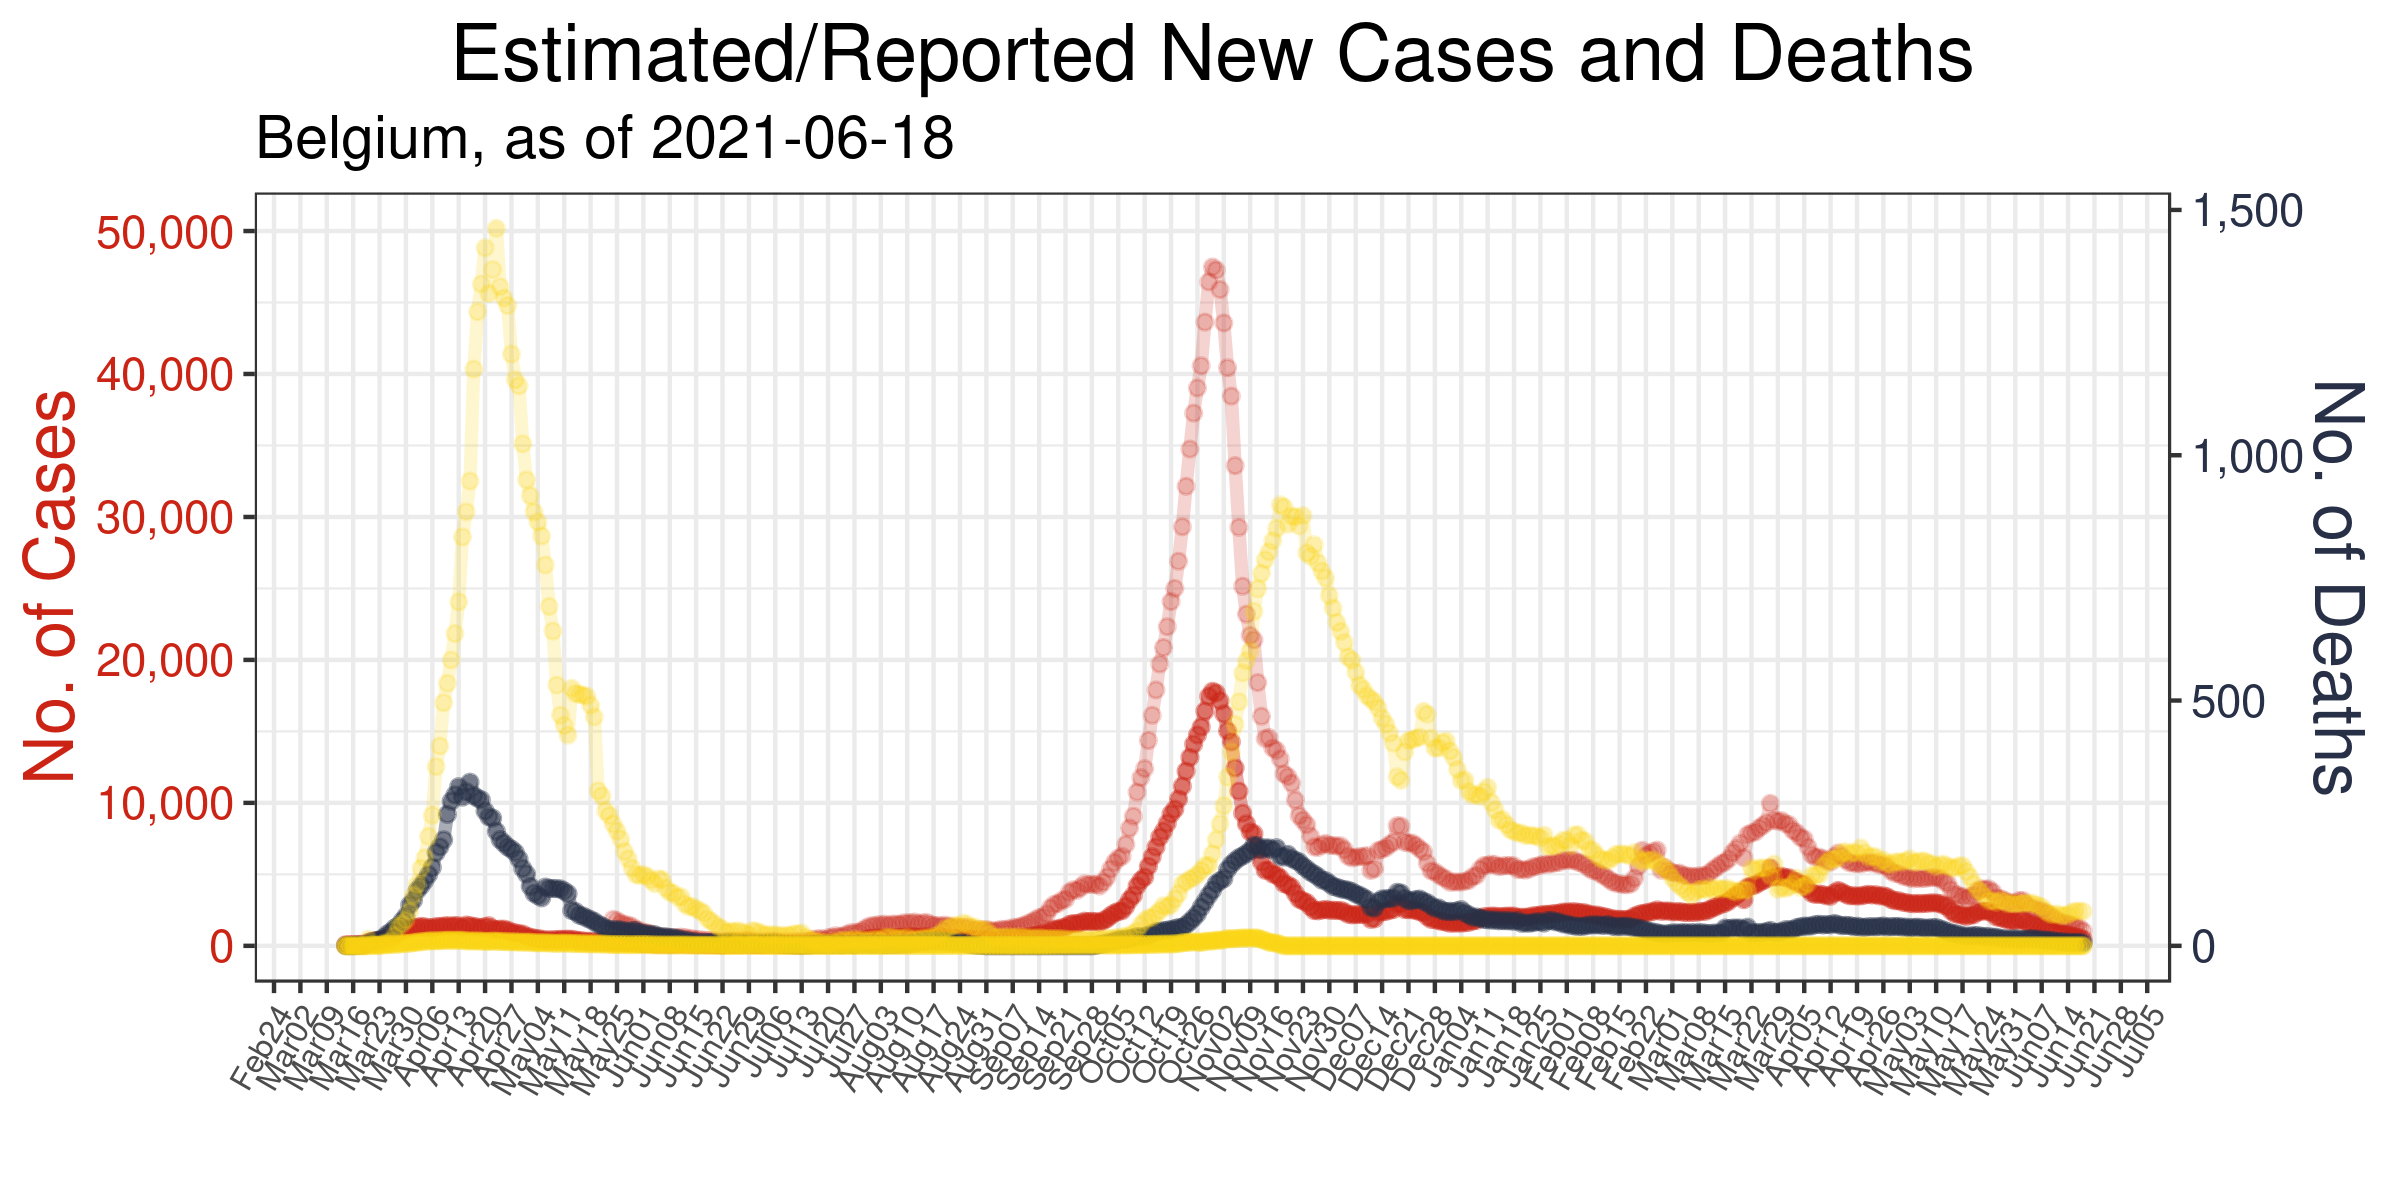 Estimated/Reported New Cases and Deaths
Belgium, as of 2021-06-18
No. of Cases
50,000
40,000
30,000
20,000
10,000
0
1,500
1,000
500
0
No. of Deaths
Feb24
Mar02
Mar09
Mar16
Mar23
Mar30
Apr06
Apr13
Apr20
Apr27
May04
May11
May18
May25
Jun01
Jun08
Jun15
Jun22
Jun29
Jul06
Jul13
Jul20
Jul27
Aug03
Aug10
Aug17
Aug24
Aug31
Sep07
Sep14
Sep21
Sep28
Oct05
Oct12
Oct19
Oct26
Nov02
Nov09
Nov16
Nov23
Nov30
Dec07
Dec14
Dec21
Dec28
Jan04
Jan11
Jan18
Jan25
Feb01
Feb08
Feb15
Feb22
Mar01
Mar08
Mar15
Mar22
Mar29
Apr05
Apr12
Apr19
Apr26
May03
May10
May17
May24
May31
Jun07
Jun14
Jun21
Jun28
Jul05